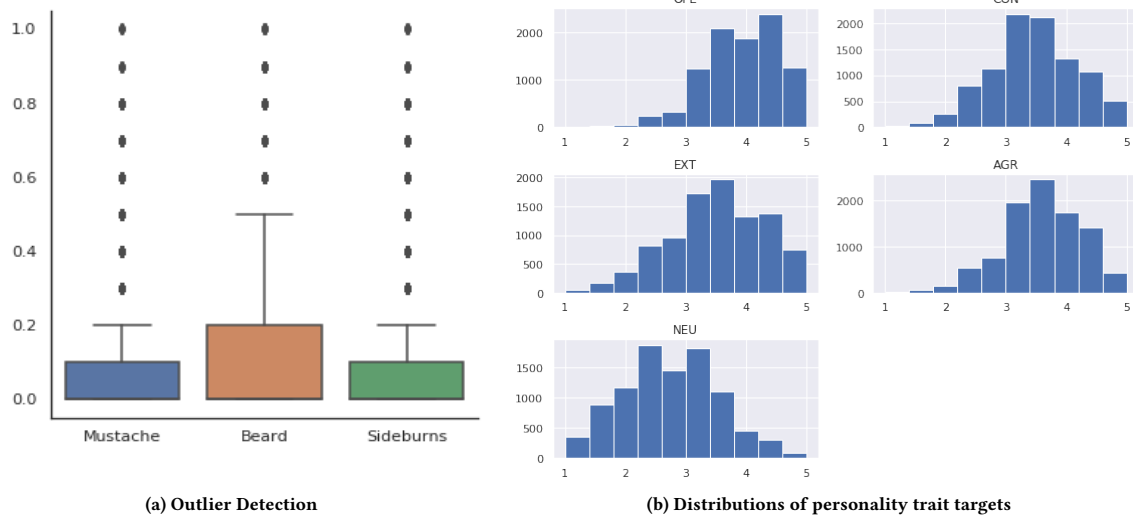 1.0
0.8
0.6
0.4
0.2
0.0
Mustache Beard Sideburns
(a) Outlier Detection
2000
1000
0
1 2 3 4 5
CON
2000
1500
1000
500
0
1 2 3 4 5
EXT
2000
1500
1000
500
0
1 2 3 4 5
AGR
2000
1000
0
1 2 3 4 5
NEU
1500
1000
500
0
1 2 3 4 5
(b) Distributions of personality trait targets